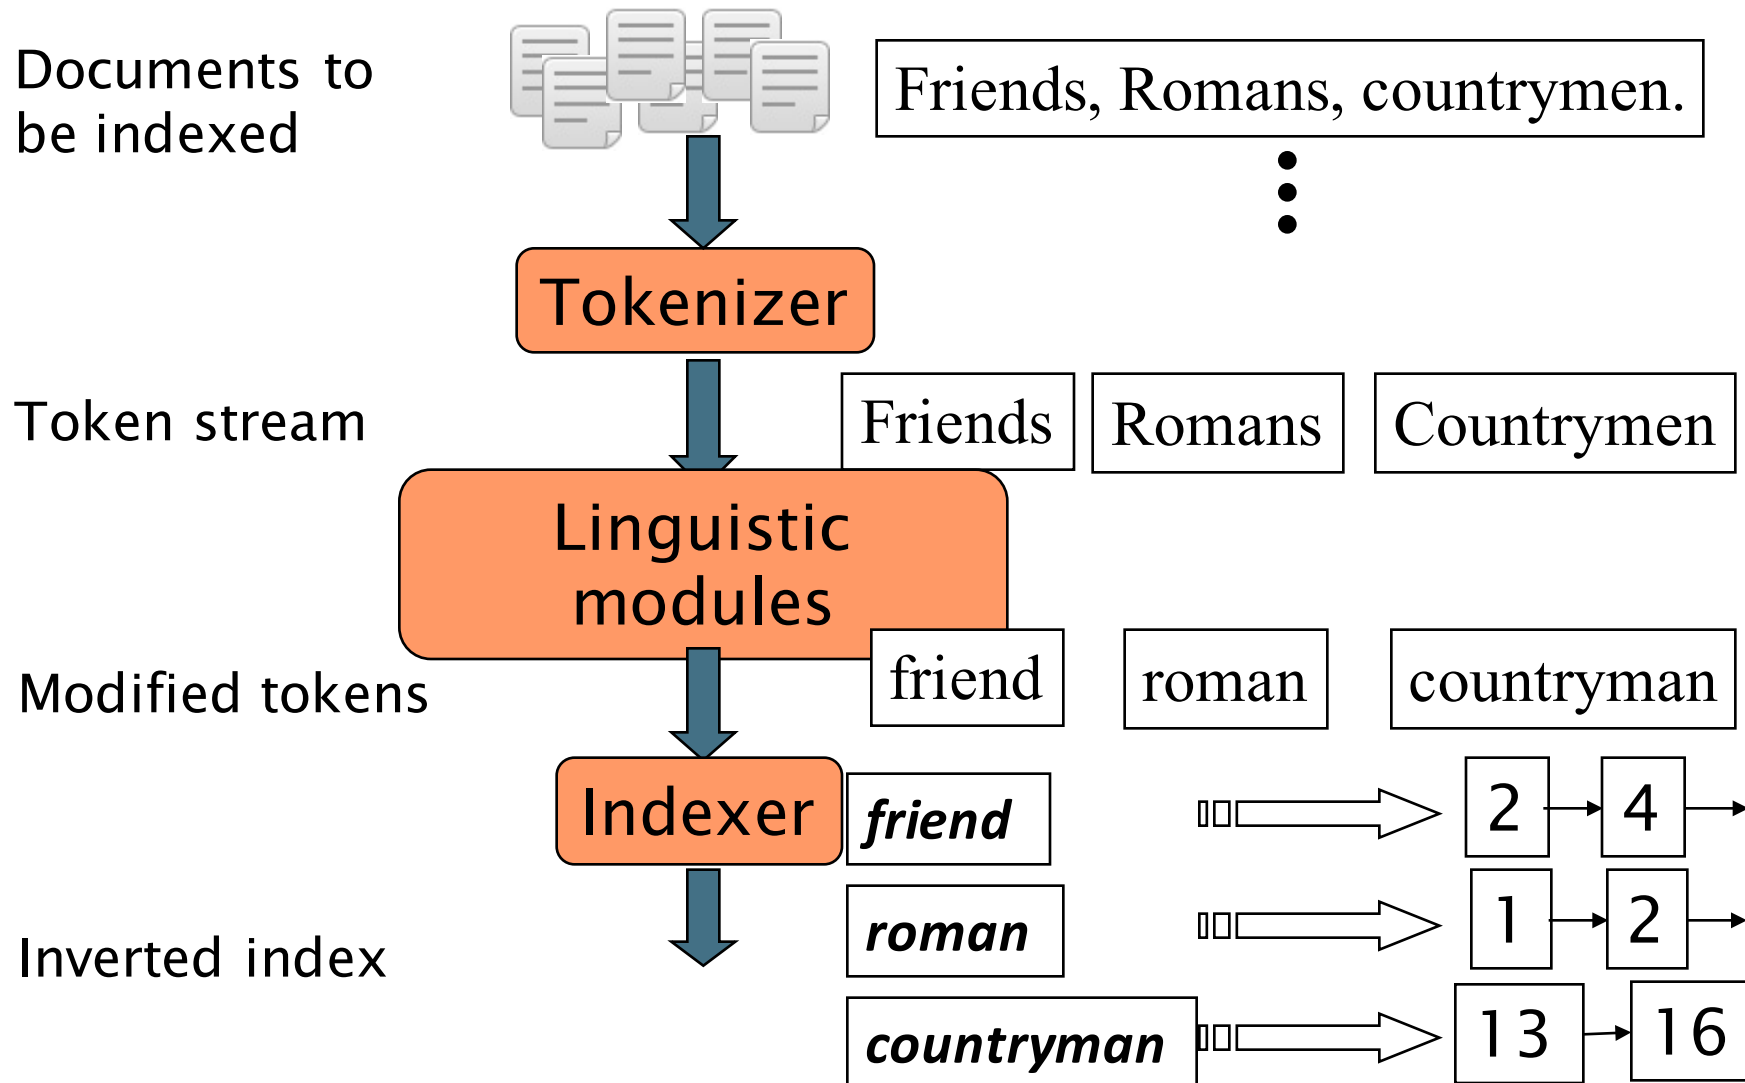 Documents to
be indexed
Friends, Romans, countrymen.
Tokenizer
Token stream
Friends
Romans
Countrymen
Linguistic
modules
Modified tokens
friend
roman
countryman
Indexer
friend
2
4
roman
1
2
Inverted index
countryman
13
16